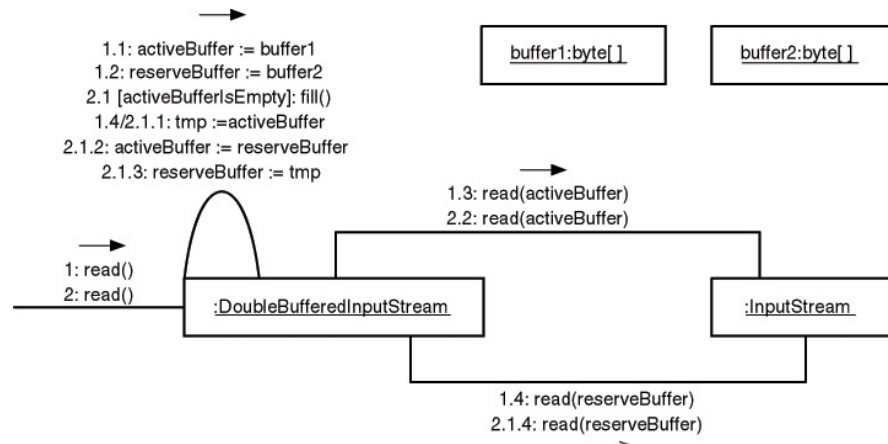 1.1: activeBuffer := buffer1
1.2: reserveBuffer := buffer2
2.1 [activeBufferIsEmpty]: fill()
1.4/2.1.1: tmp :=activeBuffer
2.1.2: activeBuffer := reserveBuffer
2.1.3: reserveBuffer := tmp
buffer1:byte[ ]
buffer2:byte[ ]
1.3: read(activeBuffer)
2.2: read(activeBuffer)
1: read()
2: read()
:DoubleBufferedInputStream
:InputStream
1.4: read(reserveBuffer)
2.1.4: read(reserveBuffer)